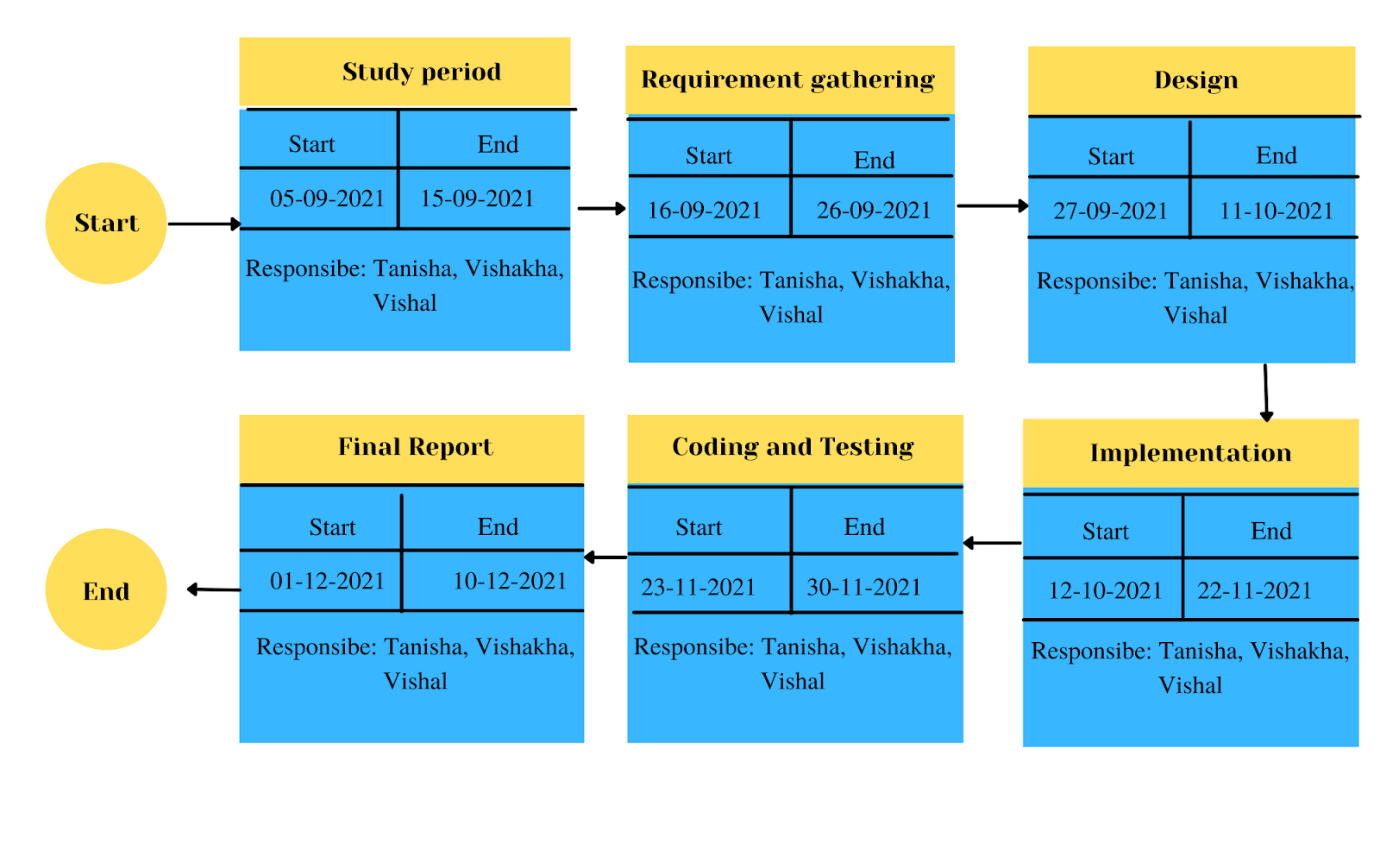 Start
Study period
Start End
05-09-2021 15-09-2021
Responsibe: Tanisha, Vishakha,
Vishal
Requirement gathering
Start End
16-09-2021 26-09-2021
Responsibe: Tanisha, Vishakha,
Vishal
Design
Start End
27-09-2021 11-10-2021
Responsibe: Tanisha, Vishakha,
Vishal
Implementation
Start End
12-10-2021 22-11-2021
Responsibe: Tanisha, Vishakha,
Vishal
Coding and Testing
Start End
23-11-2021 30-11-2021
Responsibe: Tanisha, Vishakha,
Vishal
Final Report
Start End
01-12-2021 10-12-2021
Responsibe: Tanisha, Vishakha,
Vishal
End